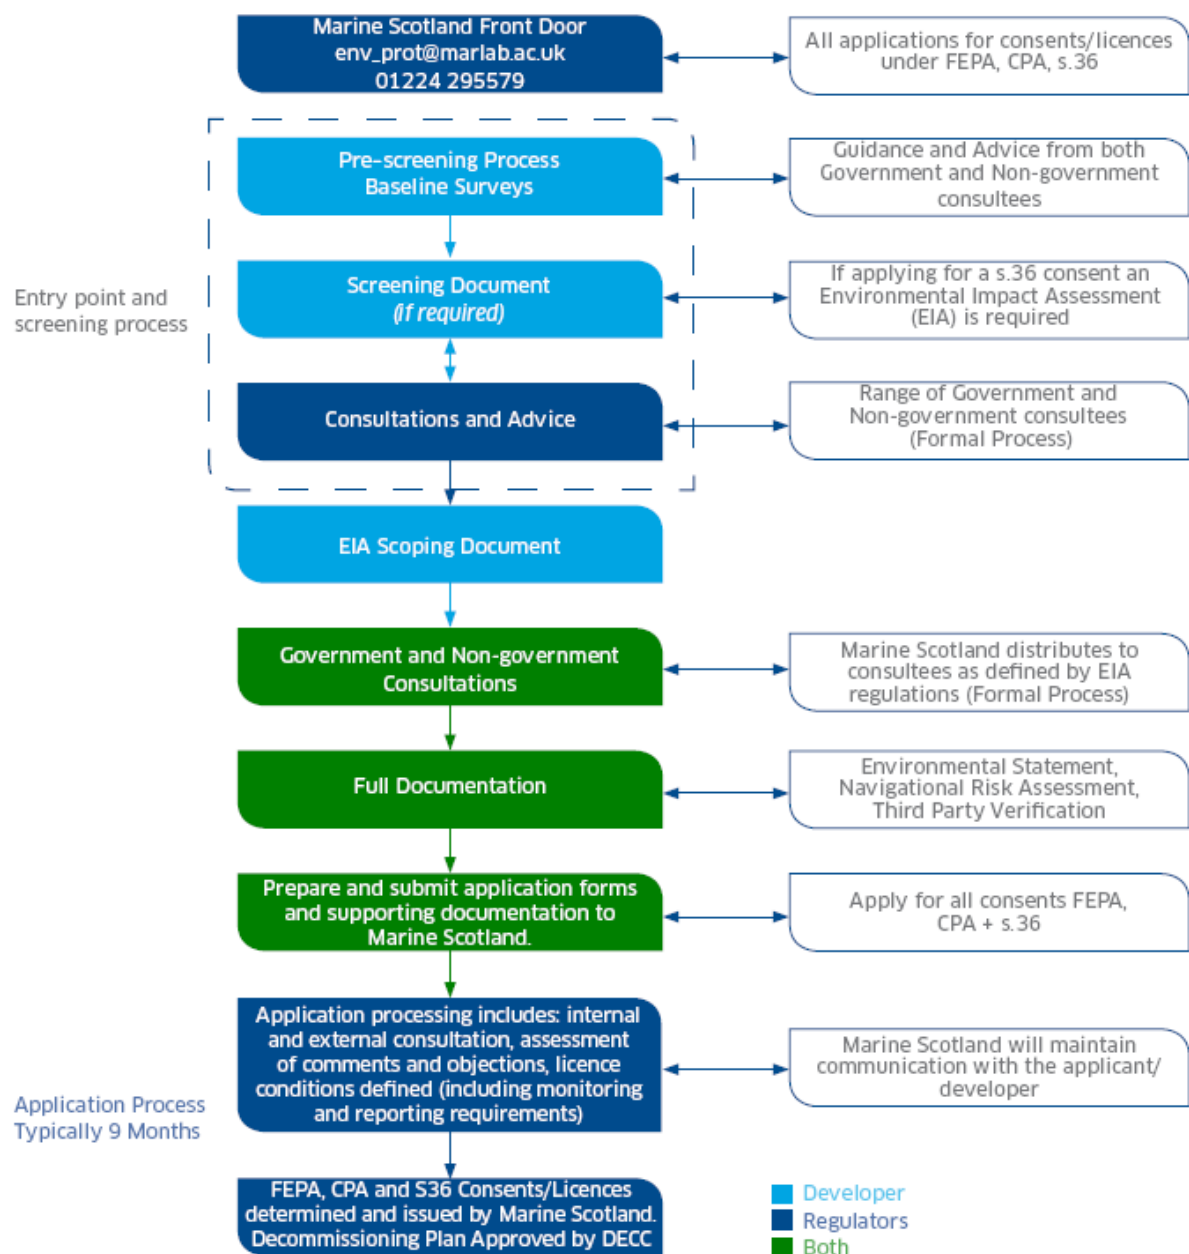 Marine Scotland Front Door
env_prot@marlab.ac.uk
01224 295579
All applications for consents/licences
under FEPA, CPA, s.36
Pre-screening Process
Baseline Surveys
Guidance and Advice from both
Government and Non-government
consultees
Entry point and
screening process
Screening Document
(if required)
If applying for a s.36 consent an
Environmental Impact Assessment
(EIA) is required
Consultations and Advice
Range of Government and
Non-government consultees
(Formal Process)
EIA Scoping Document
Government and Non-government
Consultations
Marine Scotland distributes to
consultees as defined by EIA
regulations (Formal Process)
Full Documentation
Environmental Statement,
Navigational Risk Assessment,
Third Party Verification
Prepare and submit application forms
and supporting documentation to
Marine Scotland.
Apply for all consents FEPA,
CPA + s.36
Application processing includes: internal
and external consultation, assessment
of comments and objections, licence
conditions defined (including monitoring
and reporting requirements)
Marine Scotland will maintain
communication with the applicant/
developer
Application Process
Typically 9 Months
FEPA, CPA and S36 Consents/Licences
determined and issued by Marine Scotland.
Decommissioning Plan Approved by DECC
Developer
Regulators
Both